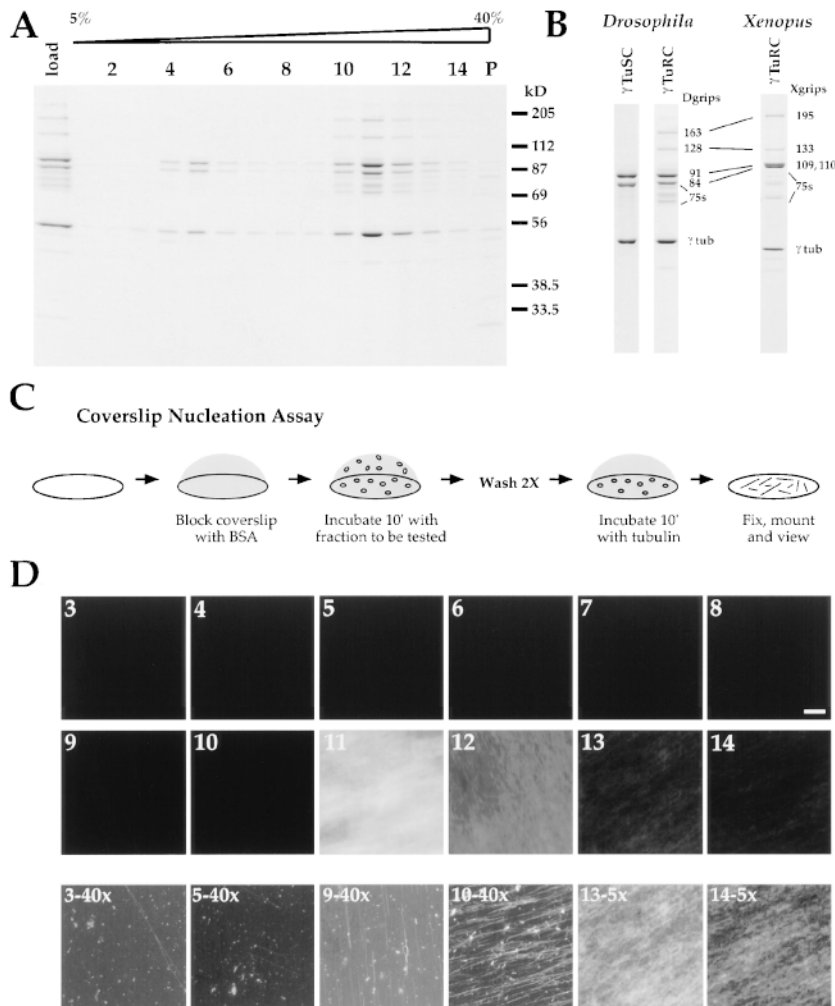 A
5%
40%
load
2
4
6
8
10
12
14
P
kD
205
112
87
69
56
38.5
33.5
B
Drosophila
Xenopus
γTuSC
γTuRC
γTuRC
Dgrips
Xgrips
163
195
128
133
91
109, 110
84
75s
75s
γ tub
γ tub
C
Coverslip Nucleation Assay
Wash 2X
Block coverslip
with BSA
Incubate 10' with
fraction to be tested
Incubate 10'
with tubulin
Fix, mount
and view
D
3
4
5
6
7
8
9
10
11
12
13
14
3-40x
5-40x
9-40x
10-40x
13-5x
14-5x